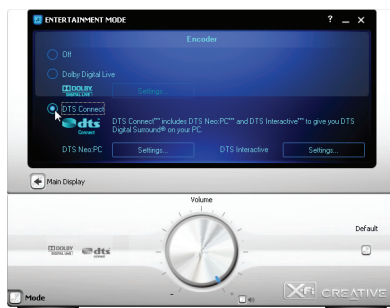 ENTERTAINMENT MODE
? _ ×
Encoder
Off
Dolby Digital Live
DOLBY
DIGITAL LIVE
Settings...
DTS Connect
dts
Connect
DTS Connect™ includes DTS Neo:PC™ and DTS Interactive™ to give you DTS
Digital Surround® on your PC.
DTS Neo:PC
Settings...
DTS Interactive
Settings...
Main Display
Volume
Default
DOLBY
DIGITAL LIVE
dts
- +
Mode
X-Fi CREATIVE